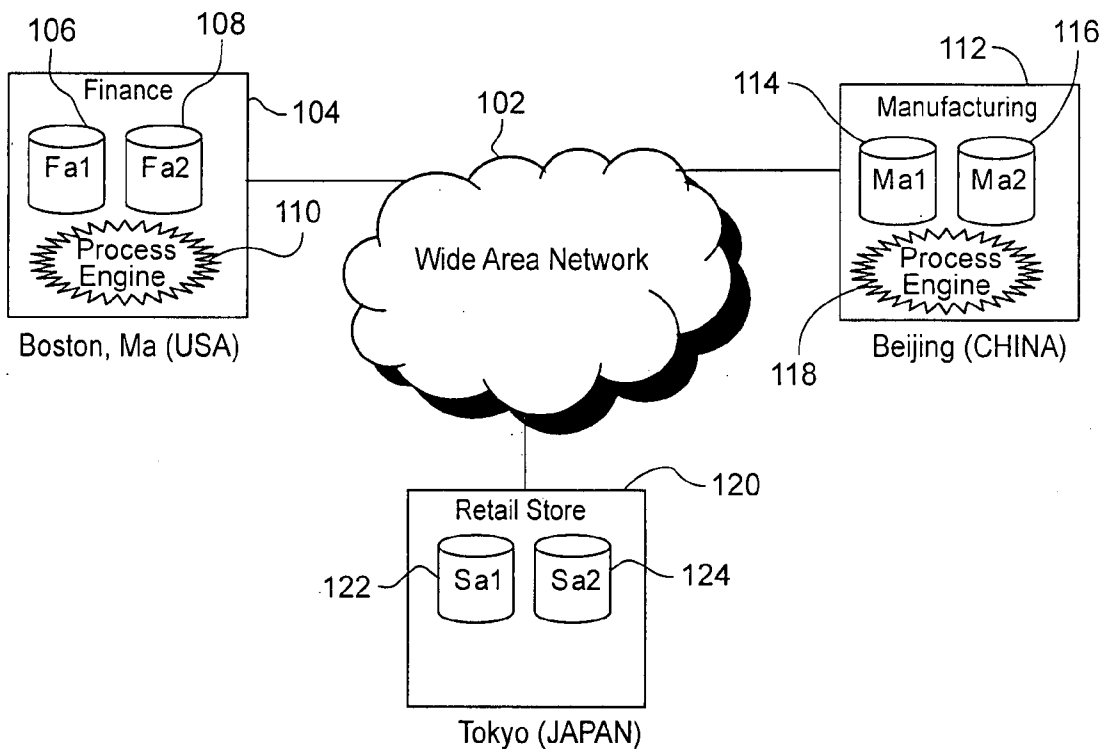 106
108
Finance
104
Fa1
Fa2
110
Process
Engine
Boston, Ma (USA)
102
Wide Area Network
112
116
114
Manufacturing
Ma1
Ma2
Process
Engine
118
Beijing (CHINA)
120
Retail Store
122
Sa1
Sa2
124
Tokyo (JAPAN)